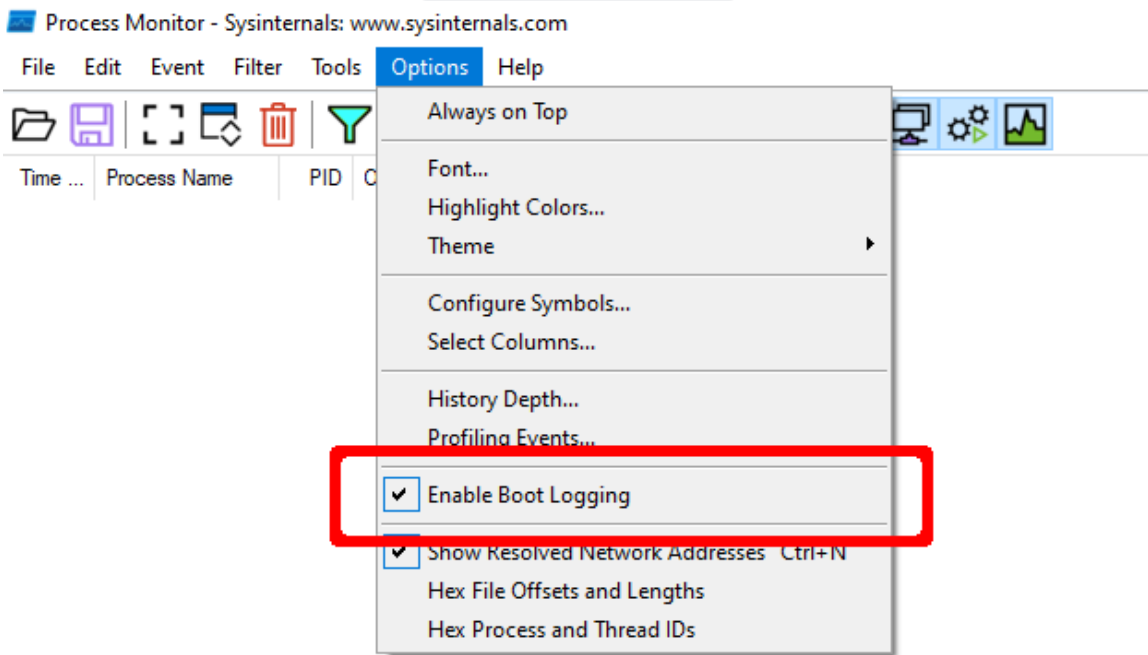 Process Monitor - Sysinternals: www.sysinternals.com
File Edit Event Filter Tools Options Help
Always on Top
Time ... Process Name PID
Font...
Highlight Colors...
Theme
Configure Symbols...
Select Columns...
History Depth...
Profiling Events...
Enable Boot Logging
Show Resolved Network Addresses Ctrl+N
Hex File Offsets and Lengths
Hex Process and Thread IDs